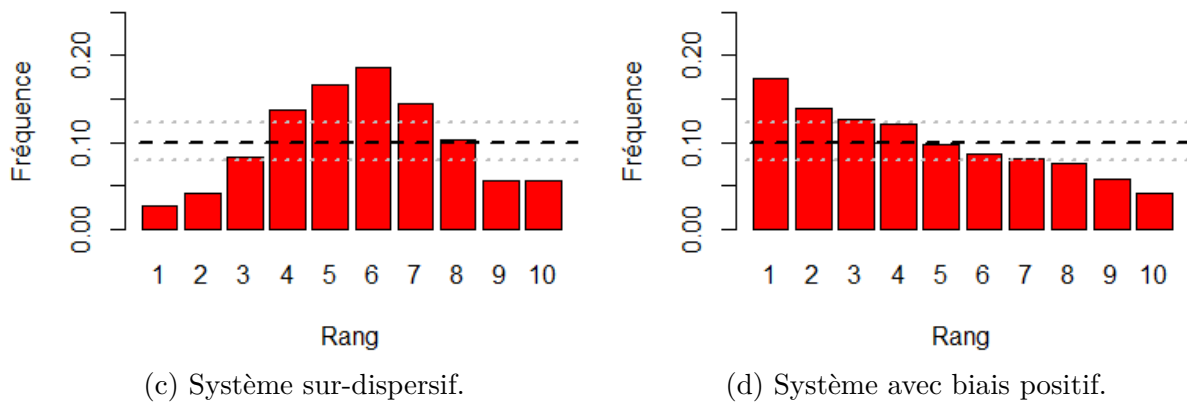 Fréquence
0.20
0.10
0.00
1 2 3 4 5 6 7 8 9 10
Rang
(c) Système sur-dispersif.
Fréquence
0.20
0.10
0.00
1 2 3 4 5 6 7 8 9 10
Rang
(d) Système avec biais positif.